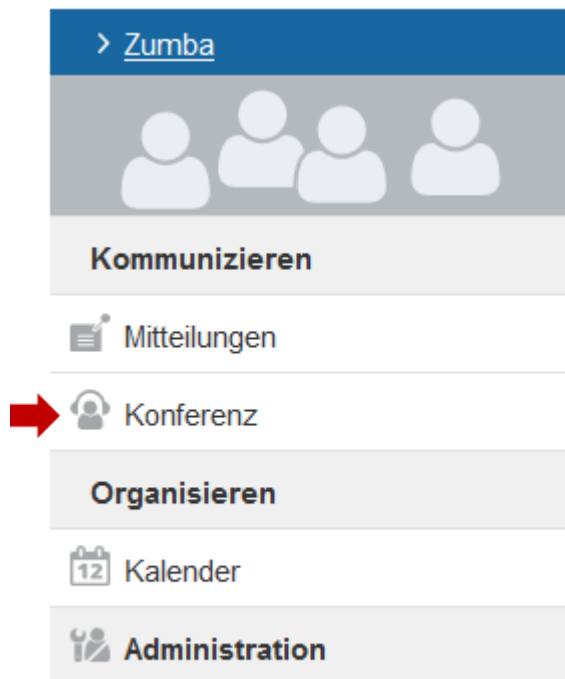 > Zumba
Kommunizieren
Mitteilungen
Konferenz
Organisieren
12 Kalender
Administration